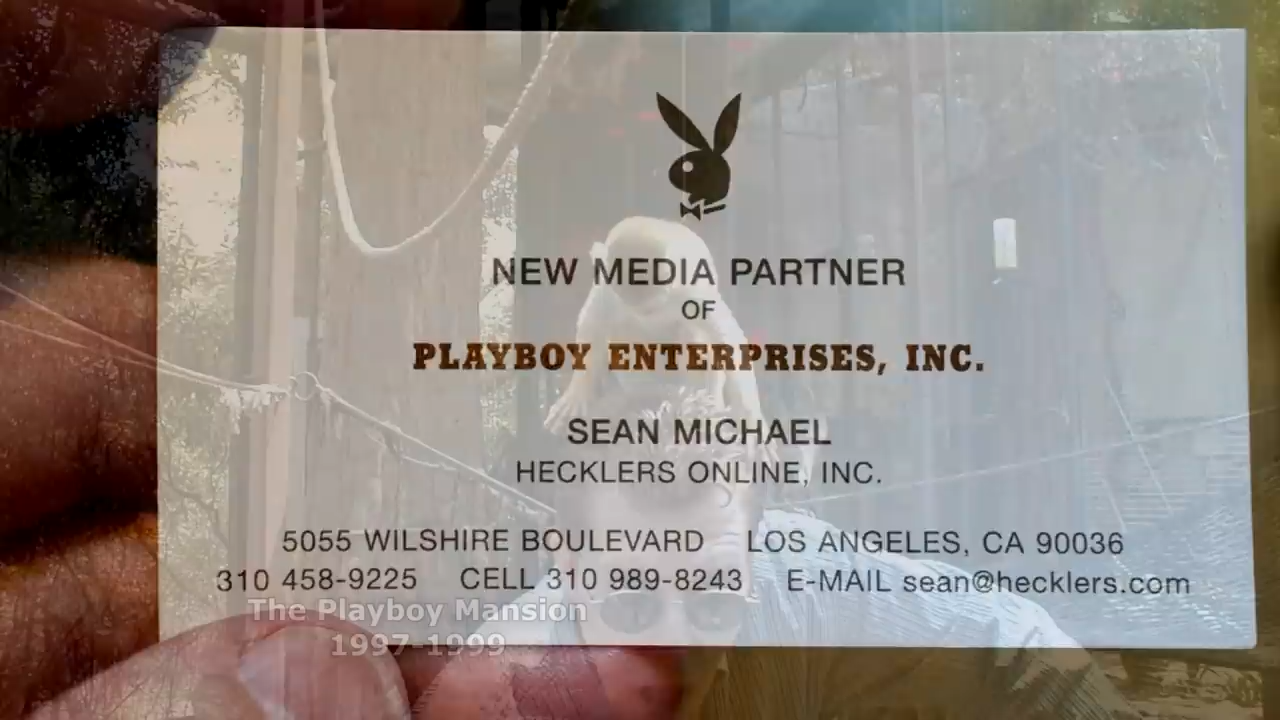 NEW MEDIA PARTNER
OF
PLAYBOY ENTERPRISES, INC.
SEAN MICHAEL
HECKLERS ONLINE, INC.
5055 WILSHIRE BOULEVARD LOS ANGELES, CA 90036
310 458-9225 CELL 310 989-8243 E-MAIL sean@hecklers.com
The Playboy Mansion
1997-1999